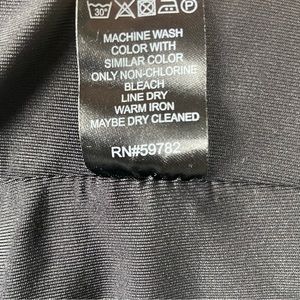 30°
MACHINE WASH
COLOR WITH
SIMILAR COLOR
ONLY NON-CHLORINE
BLEACH
LINE DRY
WARM IRON
MAYBE DRY CLEANED
RN#59782